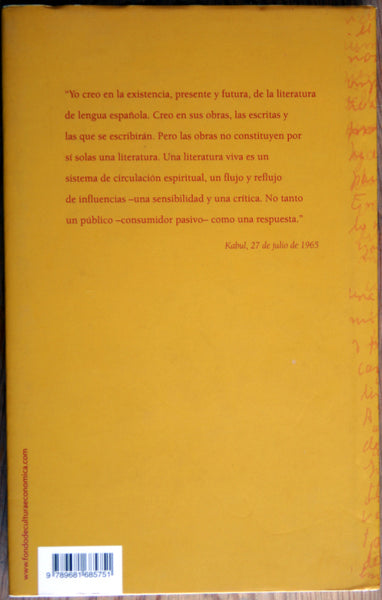 “Yo creo en la existencia, presente y futura, de la literatura
de lengua española. Creo en sus obras, las escritas y
las que se escribirán. Pero las obras no constituyen por
sí solas una literatura. Una literatura viva es un
sistema de circulación espiritual, un flujo y reflujo
de influencias –una sensibilidad y una crítica. No tanto
un público –consumidor pasivo– como una respuesta.”
Kabul, 27 de julio de 1965
www.fondodeculturaeconomica.com
9 789681 685751